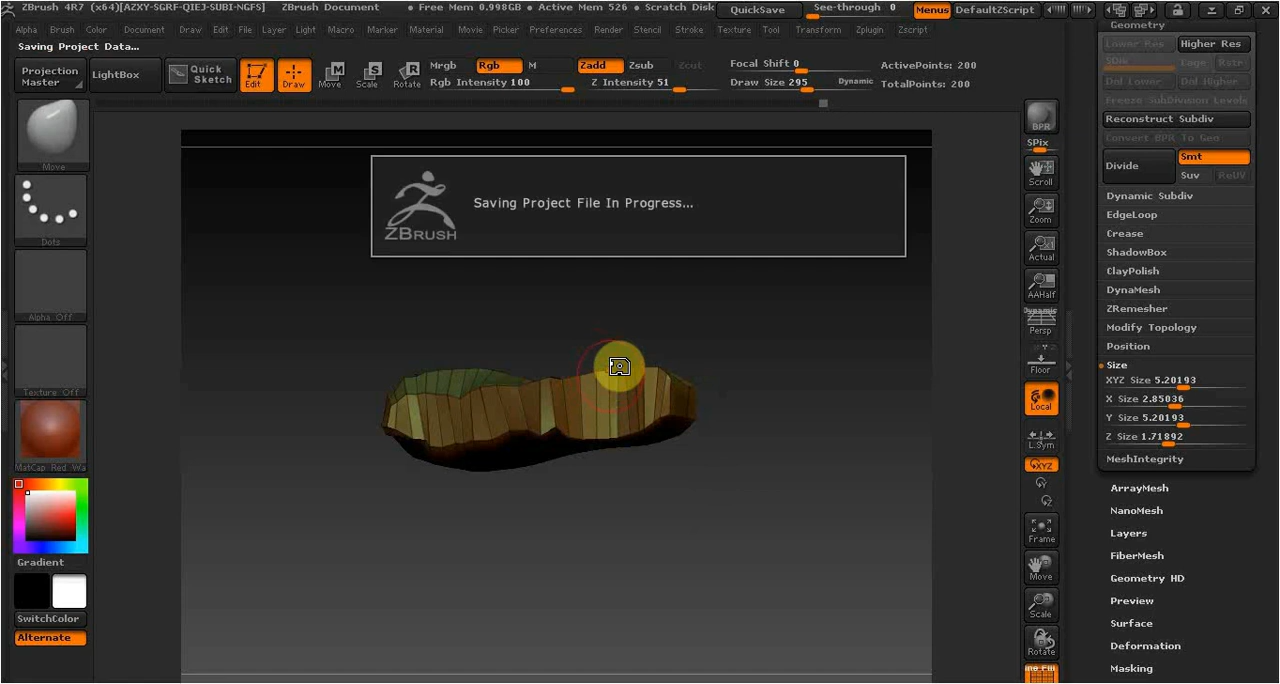 ZBrush 4R7 (x64)[AZXY-SGRF-QIEJ-SUBI-NGFS] ZBrush Document • Free Mem 0.998GB • Active Mem 526 • Scratch Disk QuickSave See-through 0 Menus DefaultZScript
Alpha Brush Color Document Draw Edit File Layer Light Macro Marker Material Movie Picker Preferences Render Stencil Stroke Texture Tool Transform Zplugin Zscript
Saving Project Data...
Projection Master
LightBox
Quick Sketch
Edit
Draw
Move
Scale
Rotate
Mrgb Rgb M
Rgb Intensity 100
Zadd Zsub Zcut
Z Intensity 51
Focal Shift 0
Draw Size 295 Dynamic
ActivePoints: 200
TotalPoints: 200
Move
Dots
Alpha Off
Texture Off
MatCap Red Wa
Gradient
SwitchColor
Alternate
ZBRUSH
Saving Project File In Progress...
BPR
SPix
Scroll
Zoom
Actual
AAHalf
Dynamic
Persp
Floor
Local
L.Sym
XYZ
Y
Z
Frame
Move
Scale
Rotate
Geometry
Lower Res Higher Res
SDiv Cage Rstr
Del Lower Del Higher
Freeze SubDivision Levels
Reconstruct Subdiv
Convert BPR To Geo
Divide
Smt
Suv ReUV
Dynamic Subdiv
EdgeLoop
Crease
ShadowBox
ClayPolish
DynaMesh
ZRemesher
Modify Topology
Position
Size
XYZ Size 5.20193
X Size 2.85036
Y Size 5.20193
Z Size 1.71892
MeshIntegrity
ArrayMesh
NanoMesh
Layers
FiberMesh
Geometry HD
Preview
Surface
Deformation
Masking